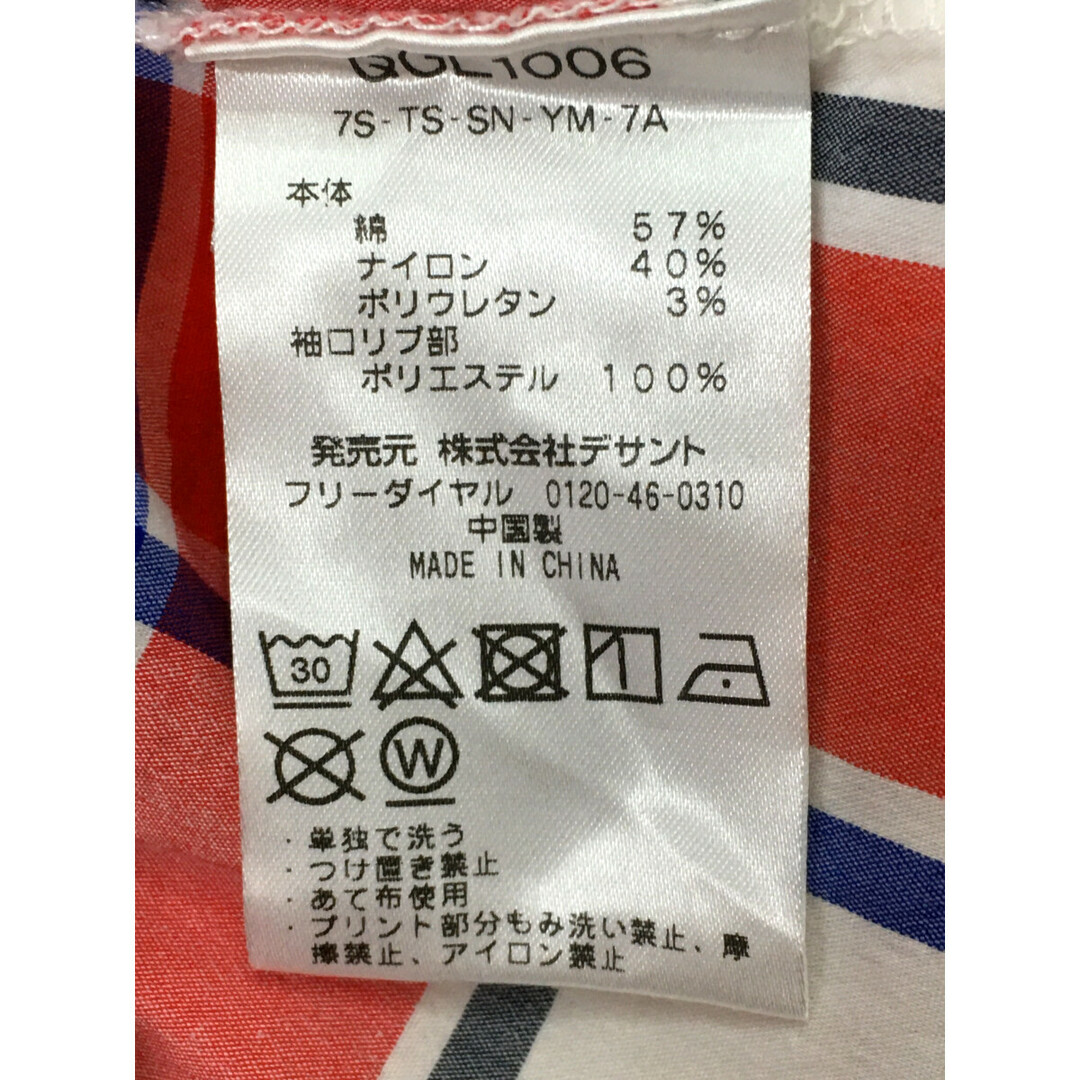 QGL1006
7S-TS-SN-YM-7A
本体
綿 57%
ナイロン 40%
ポリウレタン 3%
袖口リブ部
ポリエステル 100%
発売元 株式会社デサント
フリーダイヤル 0120-46-0310
中国製
MADE IN CHINA
30
W
・単独で洗う
・つけ置き禁止
・あて布使用
・プリント部分もみ洗い禁止、摩
擦禁止、アイロン禁止